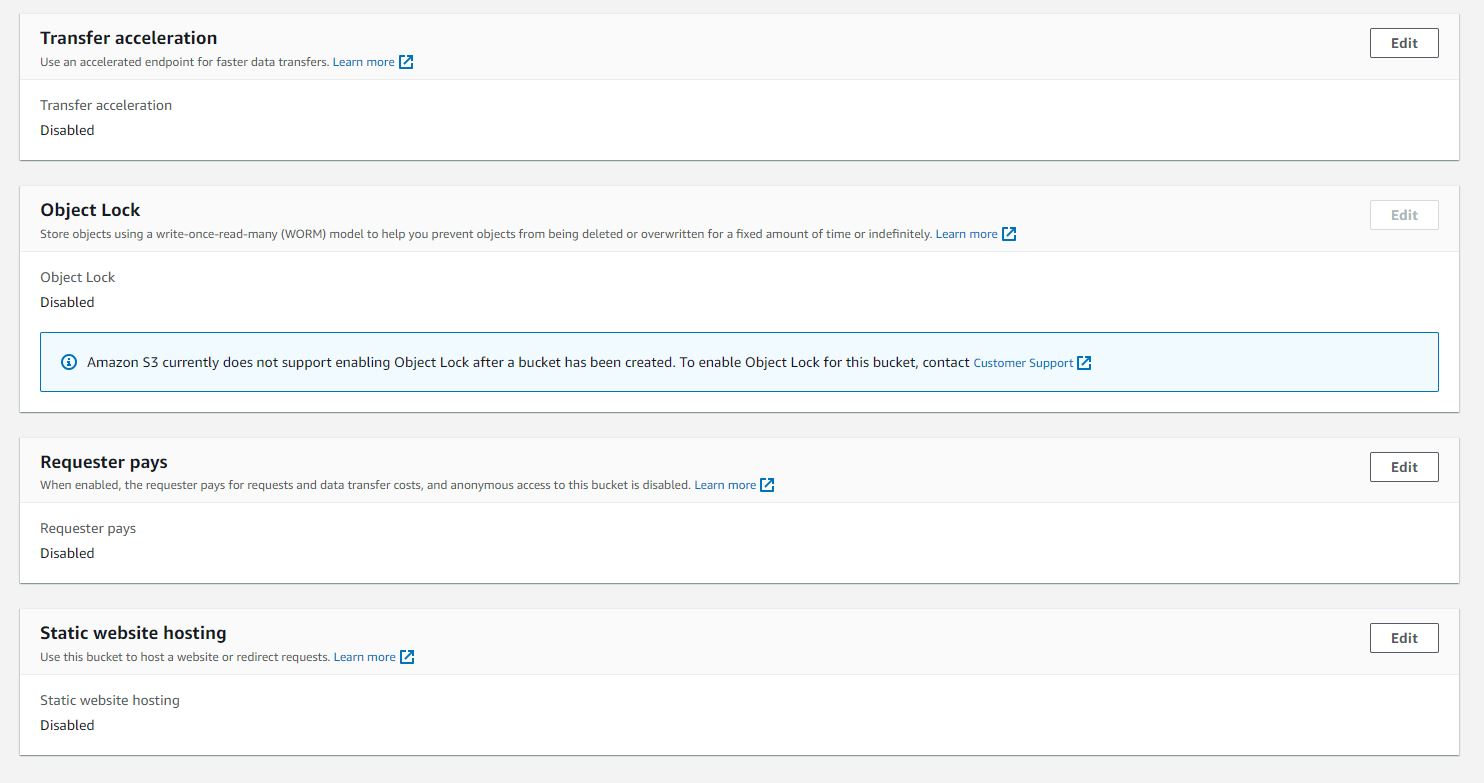 Transfer acceleration
Edit
Use an accelerated endpoint for faster data transfers. Learn more
Transfer acceleration
Disabled
Object Lock
Edit
Store objects using a write-once-read-many (WORM) model to help you prevent objects from being deleted or overwritten for a fixed amount of time or indefinitely. Learn more
Object Lock
Disabled
Amazon S3 currently does not support enabling Object Lock after a bucket has been created. To enable Object Lock for this bucket, contact Customer Support
Requester pays
Edit
When enabled, the requester pays for requests and data transfer costs, and anonymous access to this bucket is disabled. Learn more
Requester pays
Disabled
Static website hosting
Edit
Use this bucket to host a website or redirect requests. Learn more
Static website hosting
Disabled